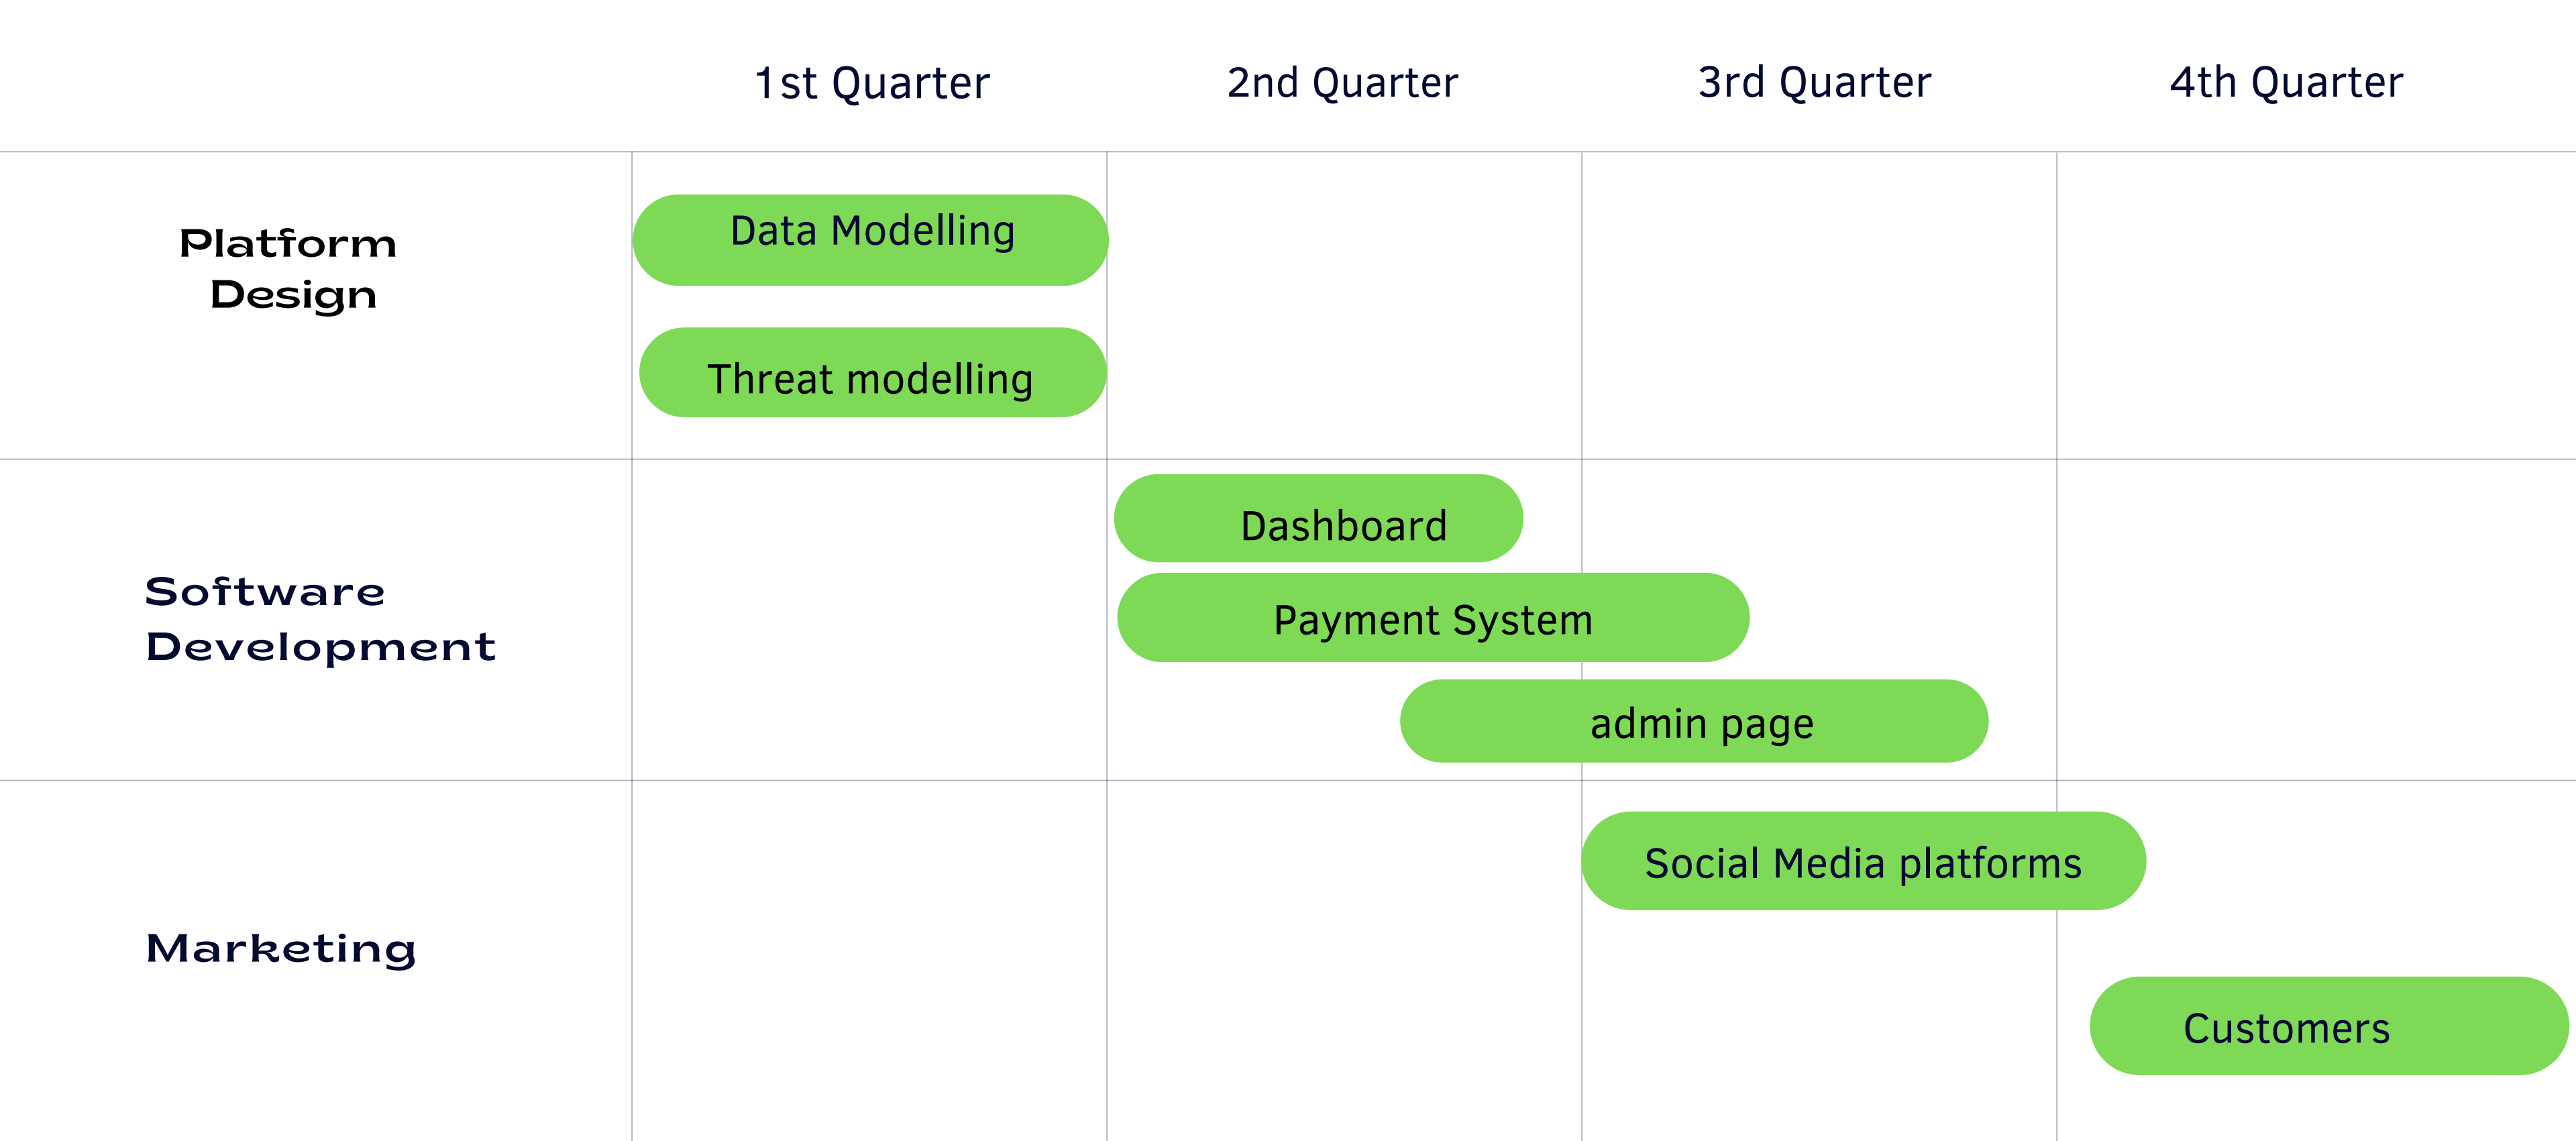 1st Quarter
2nd Quarter
3rd Quarter
4th Quarter
Platform
Design
Data Modelling
Threat modelling
Software
Development
Dashboard
Payment System
admin page
Marketing
Social Media platforms
Customers